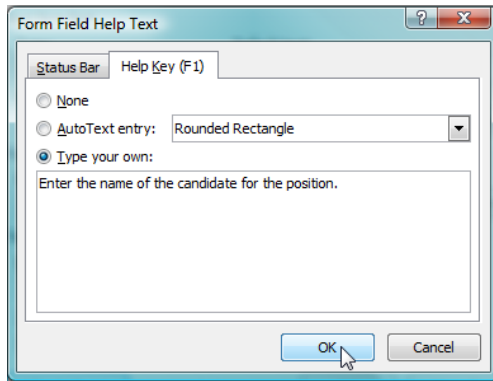 Form Field Help Text
? X
Status Bar Help Key (F1)
None
AutoText entry: Rounded Rectangle
Type your own:
Enter the name of the candidate for the position.
OK Cancel